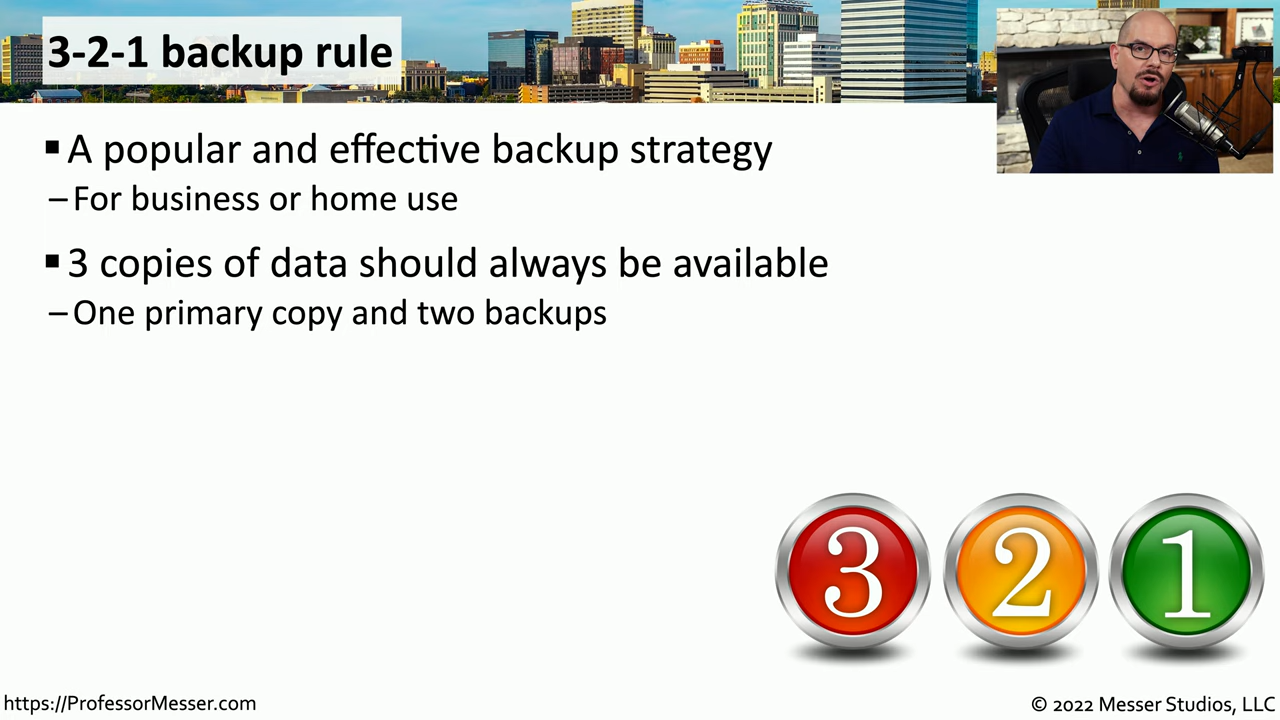 3-2-1 backup rule
▪ A popular and effective backup strategy
– For business or home use
▪ 3 copies of data should always be available
– One primary copy and two backups
3 2 1
https://ProfessorMesser.com
© 2022 Messer Studios, LLC